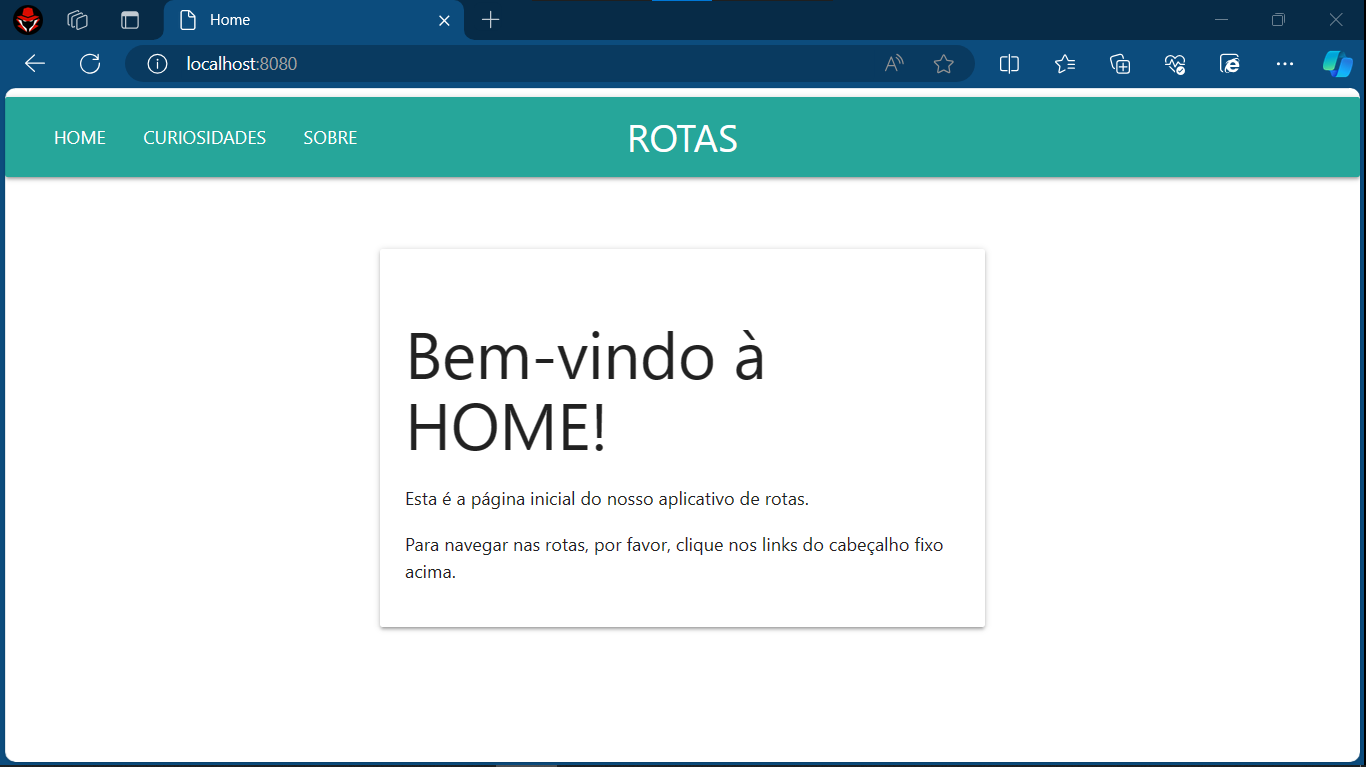 Home
localhost:8080
HOME CURIOSIDADES SOBRE ROTAS
Bem-vindo à
HOME!
Esta é a página inicial do nosso aplicativo de rotas.
Para navegar nas rotas, por favor, clique nos links do cabeçalho fixo
acima.